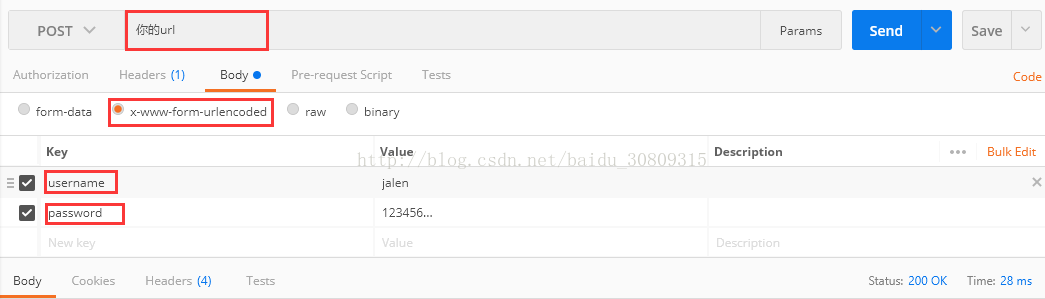 POST 你的url Params Send Save
Authorization Headers (1) Body Pre-request Script Tests Code
form-data x-www-form-urlencoded raw binary
Key Value Description ••• Bulk Edit
http://blog.csdn.net/baidu_30809315
username jalen
password 123456...
New key Value Description
Body Cookies Headers (4) Tests Status: 200 OK Time: 28 ms